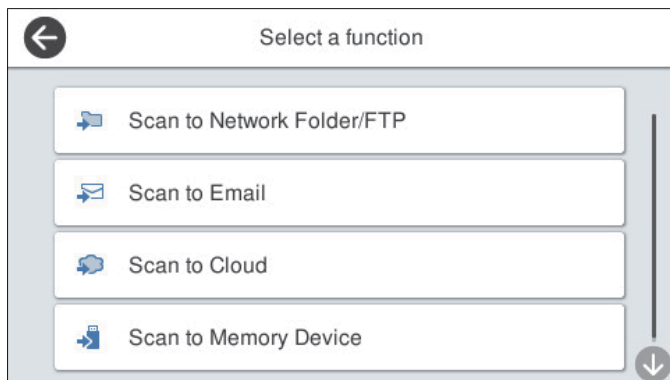 Select a function
Scan to Network Folder/FTP
Scan to Email
Scan to Cloud
Scan to Memory Device